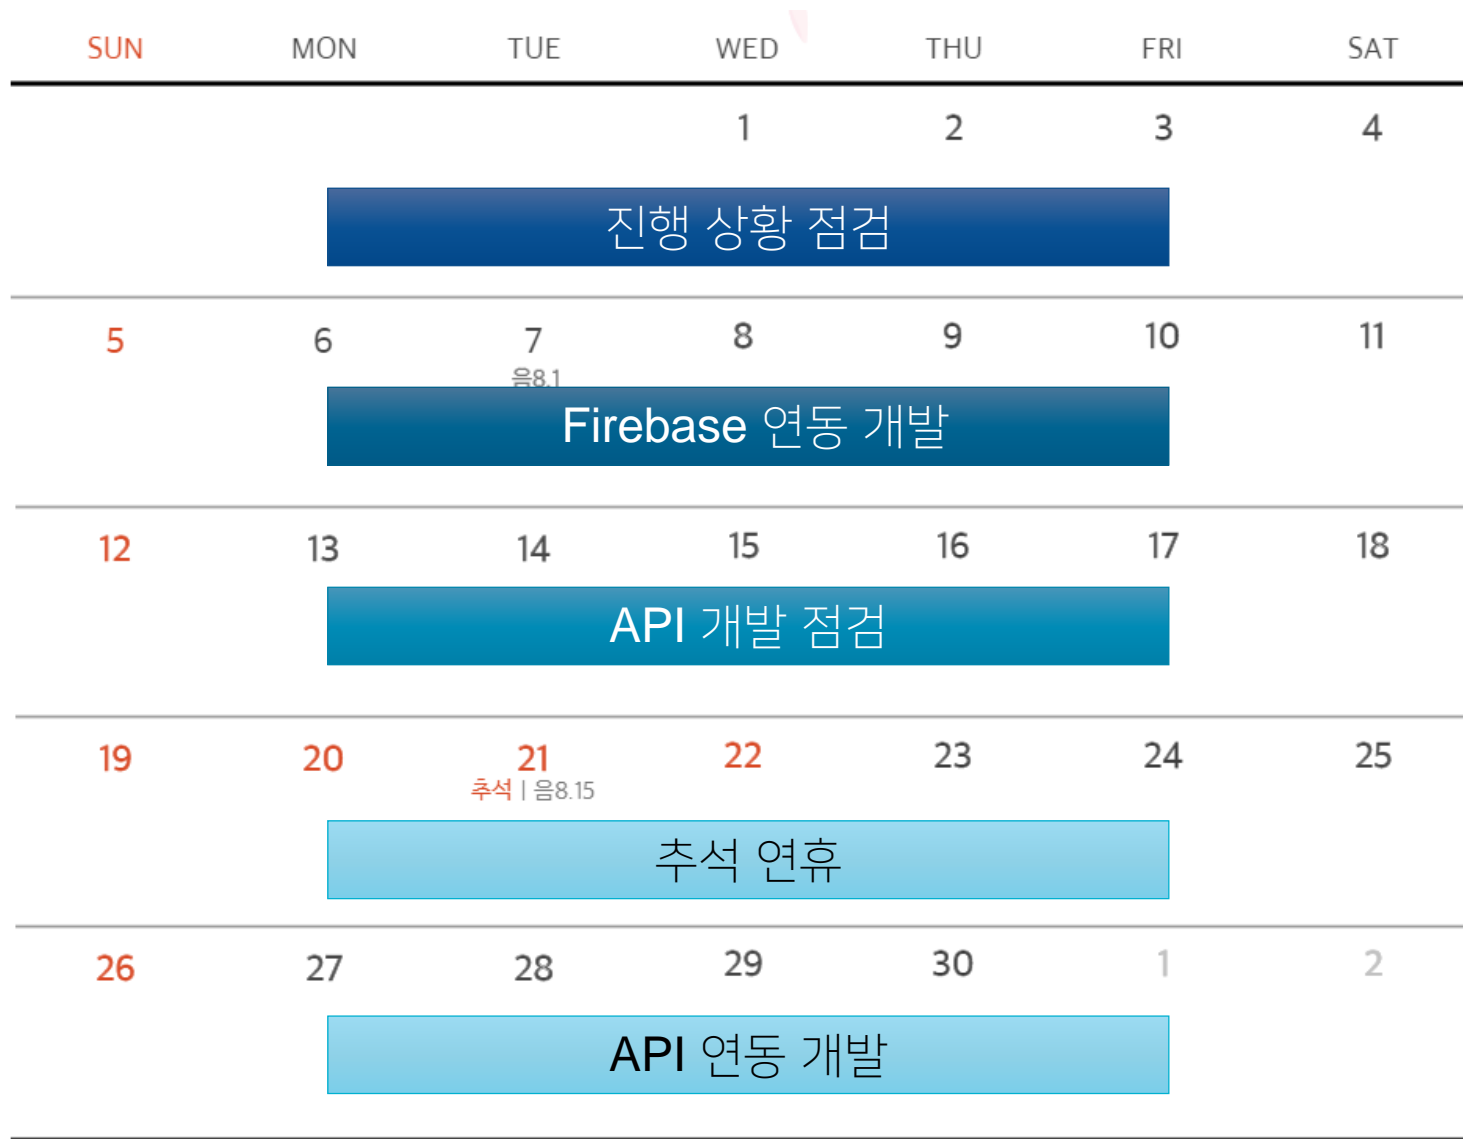 SUN MON TUE WED THU FRI SAT
1 2 3 4
진행 상황 점검
5 6 7 8 9 10 11
음8.1
Firebase 연동 개발
12 13 14 15 16 17 18
API 개발 점검
19 20 21 22 23 24 25
추석 | 음8.15
추석 연휴
26 27 28 29 30 1 2
API 연동 개발